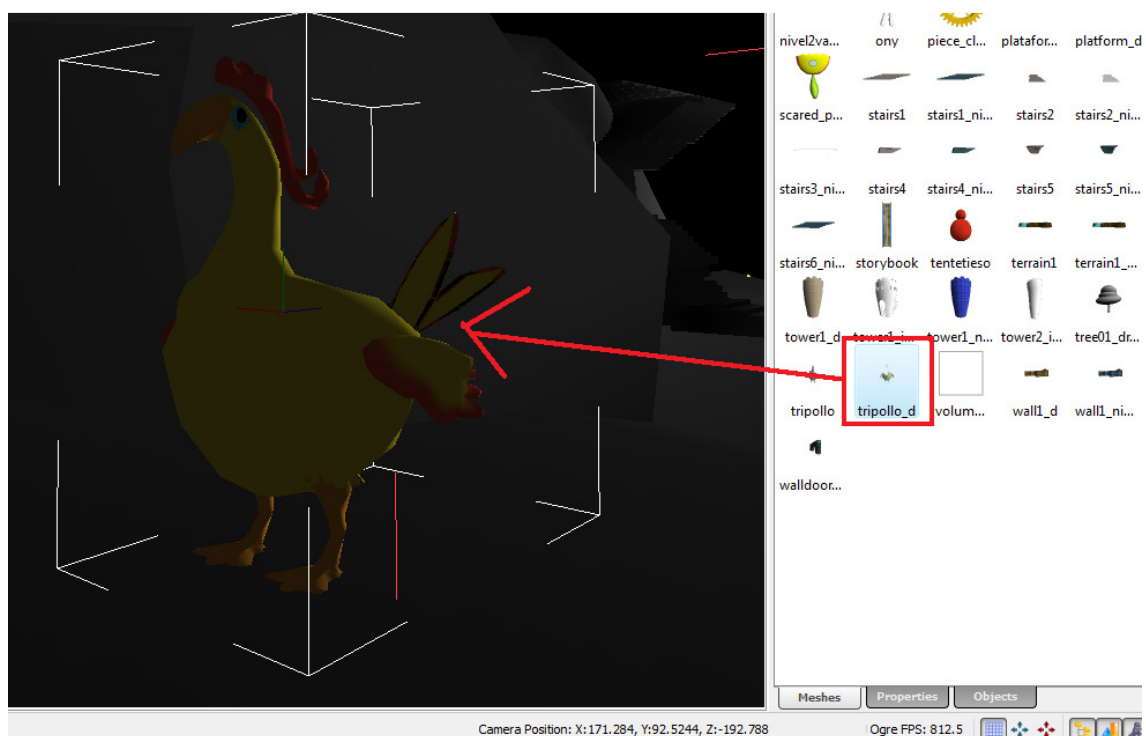 nivel2va... ony piece_cl... platafor... platform_d
scared_p... stairs1 stairs1_ni... stairs2 stairs2_ni...
stairs3_ni... stairs4 stairs4_ni... stairs5 stairs5_ni...
stairs6_ni... storybook tentetieso terrain1 terrain1_...
tower1_d tower1_i... tower1_n... tower2_i... tree01_dr...
tripollo tripollo_d volum... wall1_d wall1_ni...
walldoor...
Meshes Properties Objects
Camera Position: X:171.284, Y:92.5244, Z:-192.788 Ogre FPS: 812.5